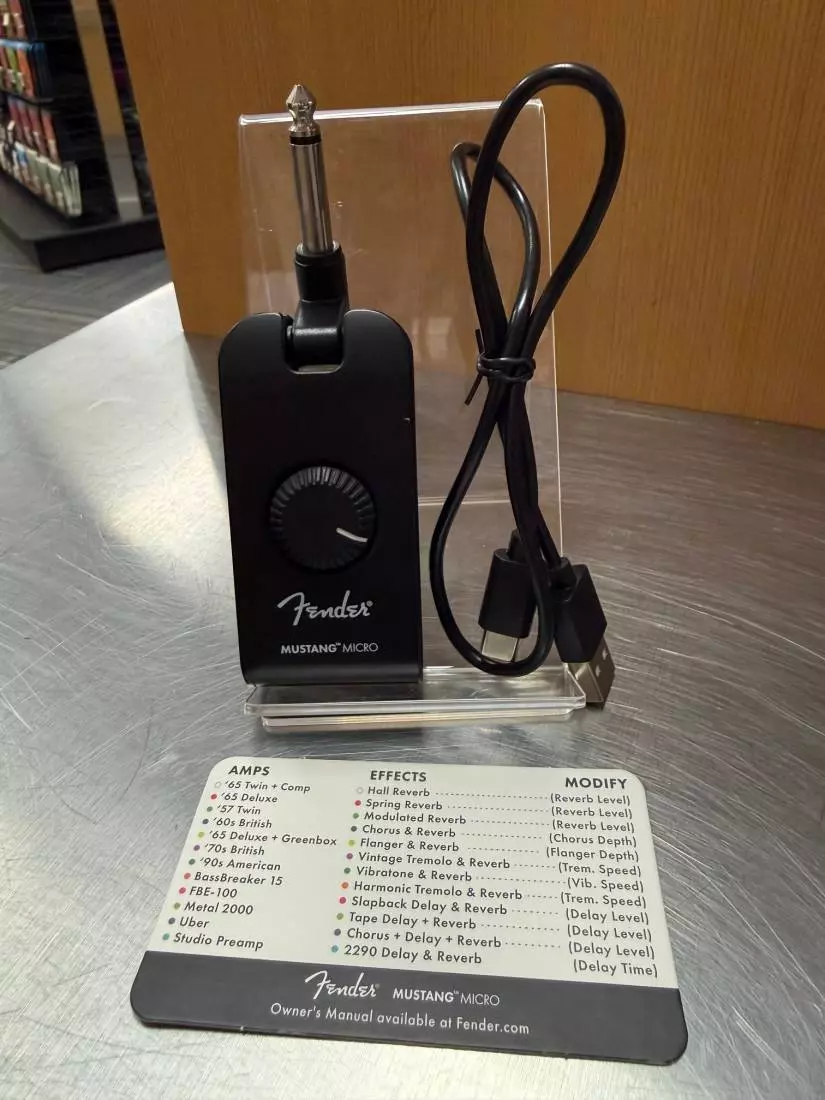 Fender®
MUSTANG™ MICRO
AMPS
'65 Twin + Comp
'65 Deluxe
'57 Twin
'60s British
'65 Deluxe + Greenbox
'70s British
'90s American
BassBreaker 15
FBE-100
Metal 2000
Uber
Studio Preamp
EFFECTS MODIFY
Hall Reverb (Reverb Level)
Spring Reverb (Reverb Level)
Modulated Reverb (Reverb Level)
Chorus & Reverb (Chorus Depth)
Flanger & Reverb (Flanger Depth)
Vintage Tremolo & Reverb (Trem. Speed)
Vibratone & Reverb (Vib. Speed)
Harmonic Tremolo & Reverb (Trem. Speed)
Slapback Delay & Reverb (Delay Level)
Tape Delay + Reverb (Delay Level)
Chorus + Delay + Reverb (Delay Level)
2290 Delay & Reverb (Delay Time)
Fender® MUSTANG™ MICRO
Owner's Manual available at Fender.com